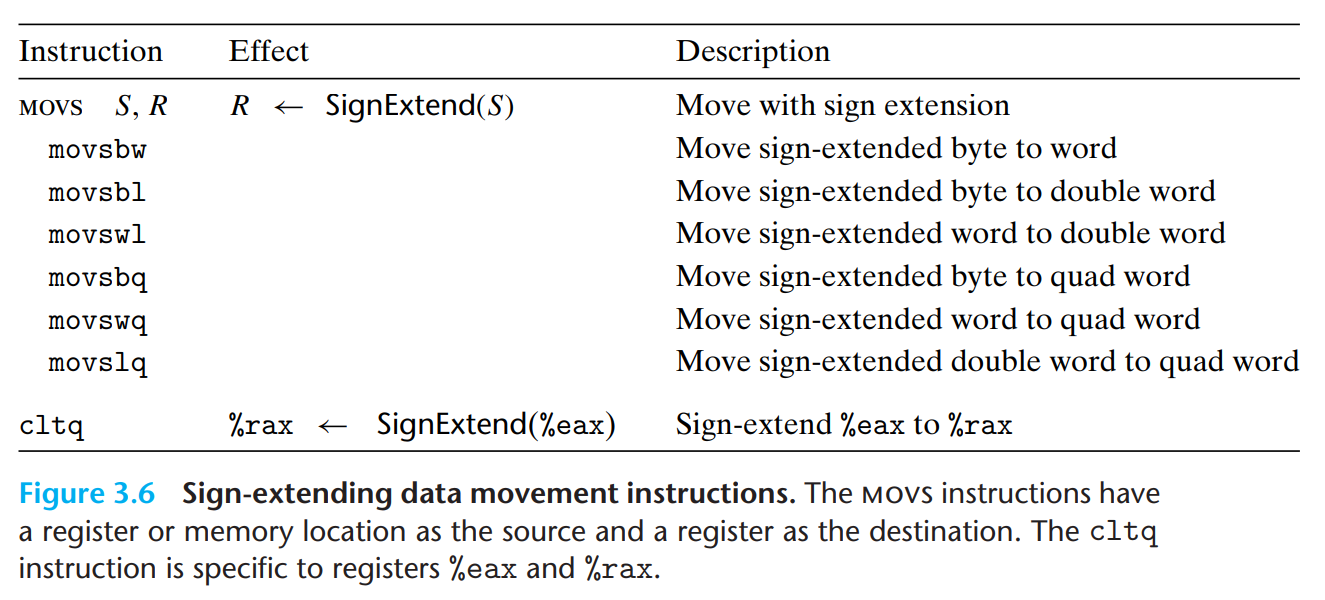 Instruction Effect Description
MOVS S, R R ← SignExtend(S) Move with sign extension
movsbw Move sign-extended byte to word
movsbl Move sign-extended byte to double word
movswl Move sign-extended word to double word
movsbq Move sign-extended byte to quad word
movswq Move sign-extended word to quad word
movslq Move sign-extended double word to quad word
cltq %rax ← SignExtend(%eax) Sign-extend %eax to %rax
Figure 3.6 Sign-extending data movement instructions. The MOVS instructions have
a register or memory location as the source and a register as the destination. The cltq
instruction is specific to registers %eax and %rax.